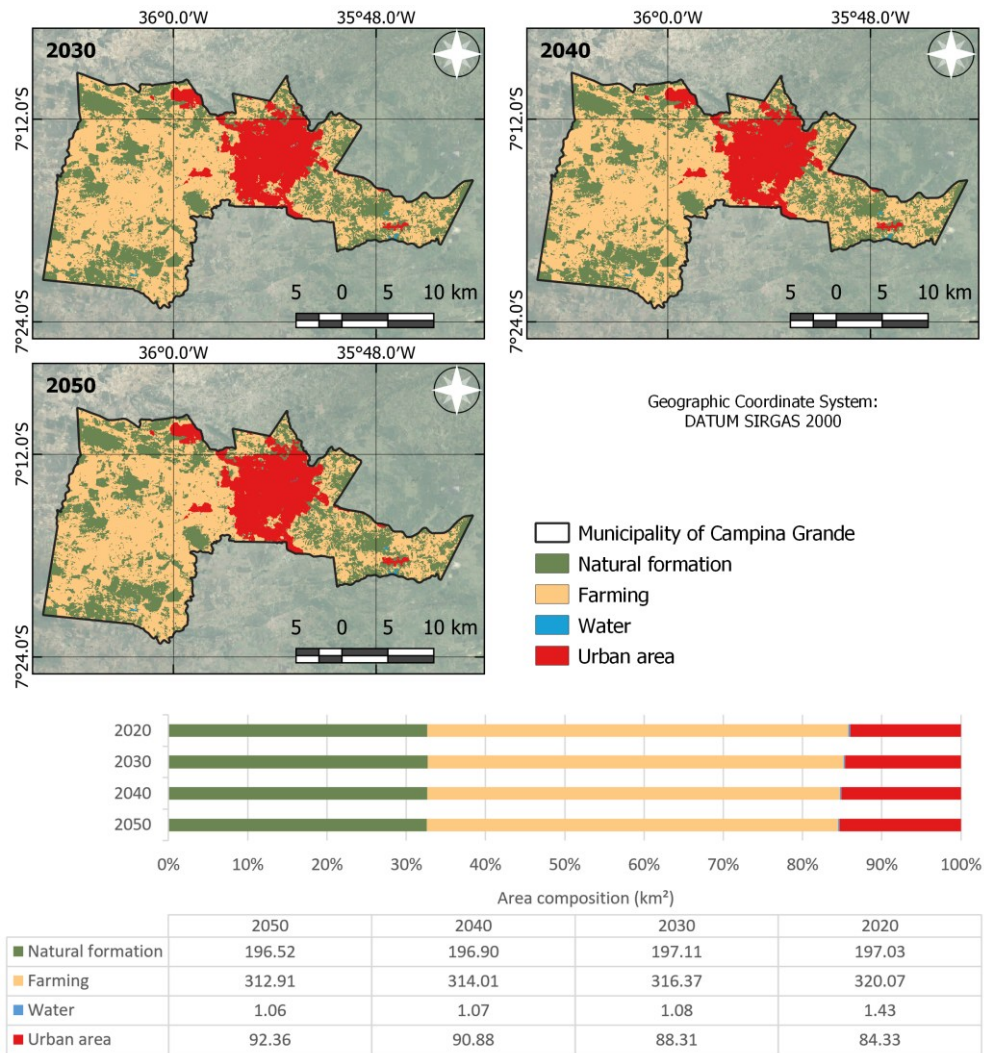 36°0.0'W 35°48.0'W
2030
7°12.0'S
7°24.0'S
5 0 5 10 km
36°0.0'W 35°48.0'W
2040
7°12.0'S
7°24.0'S
5 0 5 10 km
36°0.0'W 35°48.0'W
2050
7°12.0'S
7°24.0'S
5 0 5 10 km
Geographic Coordinate System:
DATUM SIRGAS 2000
Municipality of Campina Grande
Natural formation
Farming
Water
Urban area
2020
2030
2040
2050
0% 10% 20% 30% 40% 50% 60% 70% 80% 90% 100%
Area composition (km²)
2050 2040 2030 2020
Natural formation 196.52 196.90 197.11 197.03
Farming 312.91 314.01 316.37 320.07
Water 1.06 1.07 1.08 1.43
Urban area 92.36 90.88 88.31 84.33